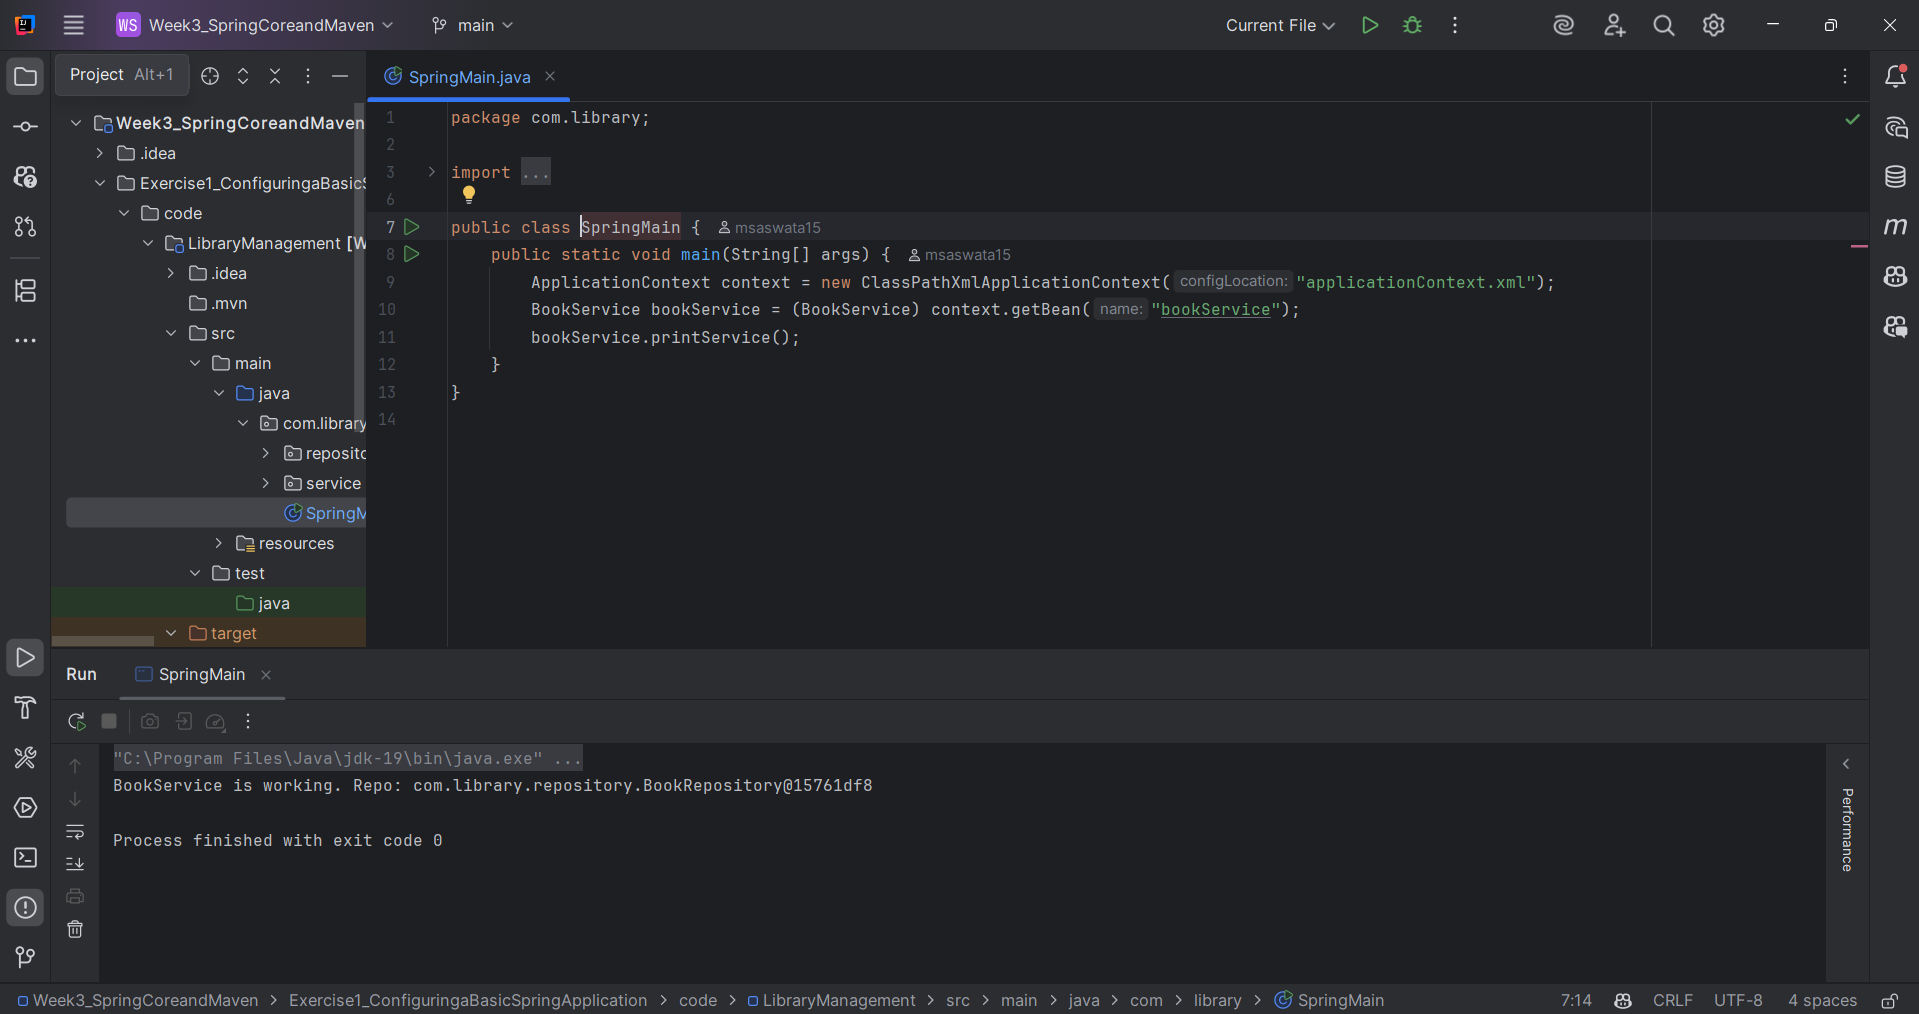 WS Week3_SpringCoreandMaven main Current File
Project Alt+1
SpringMain.java
Week3_SpringCoreandMaven
.idea
Exercise1_ConfiguringaBasicS
code
LibraryManagement [W
.idea
.mvn
src
main
java
com.library
reposito
service
SpringM
resources
test
java
target
1 package com.library;
2
3 import ...
6
7 public class SpringMain { msaswata15
8 public static void main(String[] args) { msaswata15
9 ApplicationContext context = new ClassPathXmlApplicationContext( configLocation: "applicationContext.xml");
10 BookService bookService = (BookService) context.getBean( name: "bookService");
11 bookService.printService();
12 }
13 }
14
m
Run SpringMain
"C:\Program Files\Java\jdk-19\bin\java.exe" ...
BookService is working. Repo: com.library.repository.BookRepository@15761df8
Process finished with exit code 0
Performance
Week3_SpringCoreandMaven > Exercise1_ConfiguringaBasicSpringApplication > code > LibraryManagement > src > main > java > com > library > SpringMain 7:14 CRLF UTF-8 4 spaces